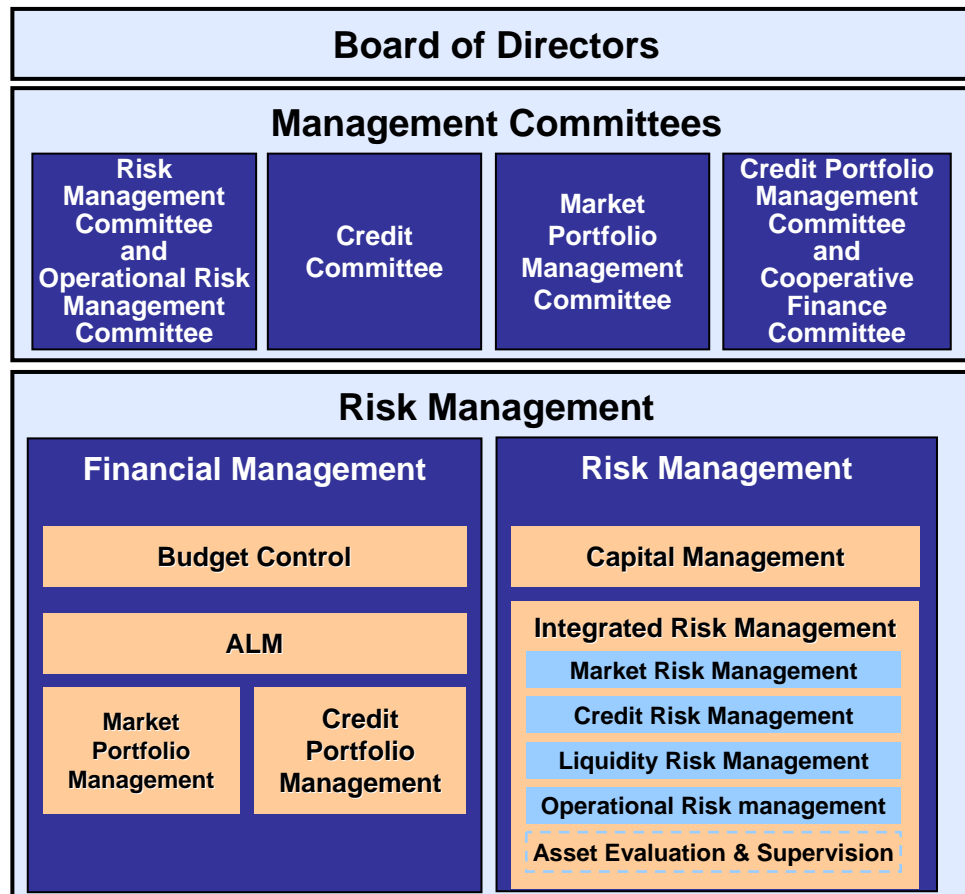 Board of Directors
Management Committees
Risk
Management
Committee
and
Operational Risk
Management
Committee
Credit
Committee
Market
Portfolio
Management
Committee
Credit Portfolio
Management
Committee
and
Cooperative
Finance
Committee
Risk Management
Financial Management
Budget Control
ALM
Market
Portfolio
Management
Credit
Portfolio
Management
Risk Management
Capital Management
Integrated Risk Management
Market Risk Management
Credit Risk Management
Liquidity Risk Management
Operational Risk management
Asset Evaluation & Supervision